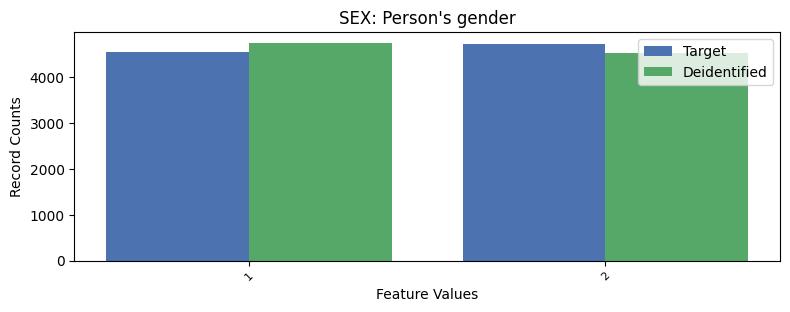 SEX: Person's gender
Target
Deidentified
Record Counts
4000
3000
2000
1000
0
1
2
Feature Values